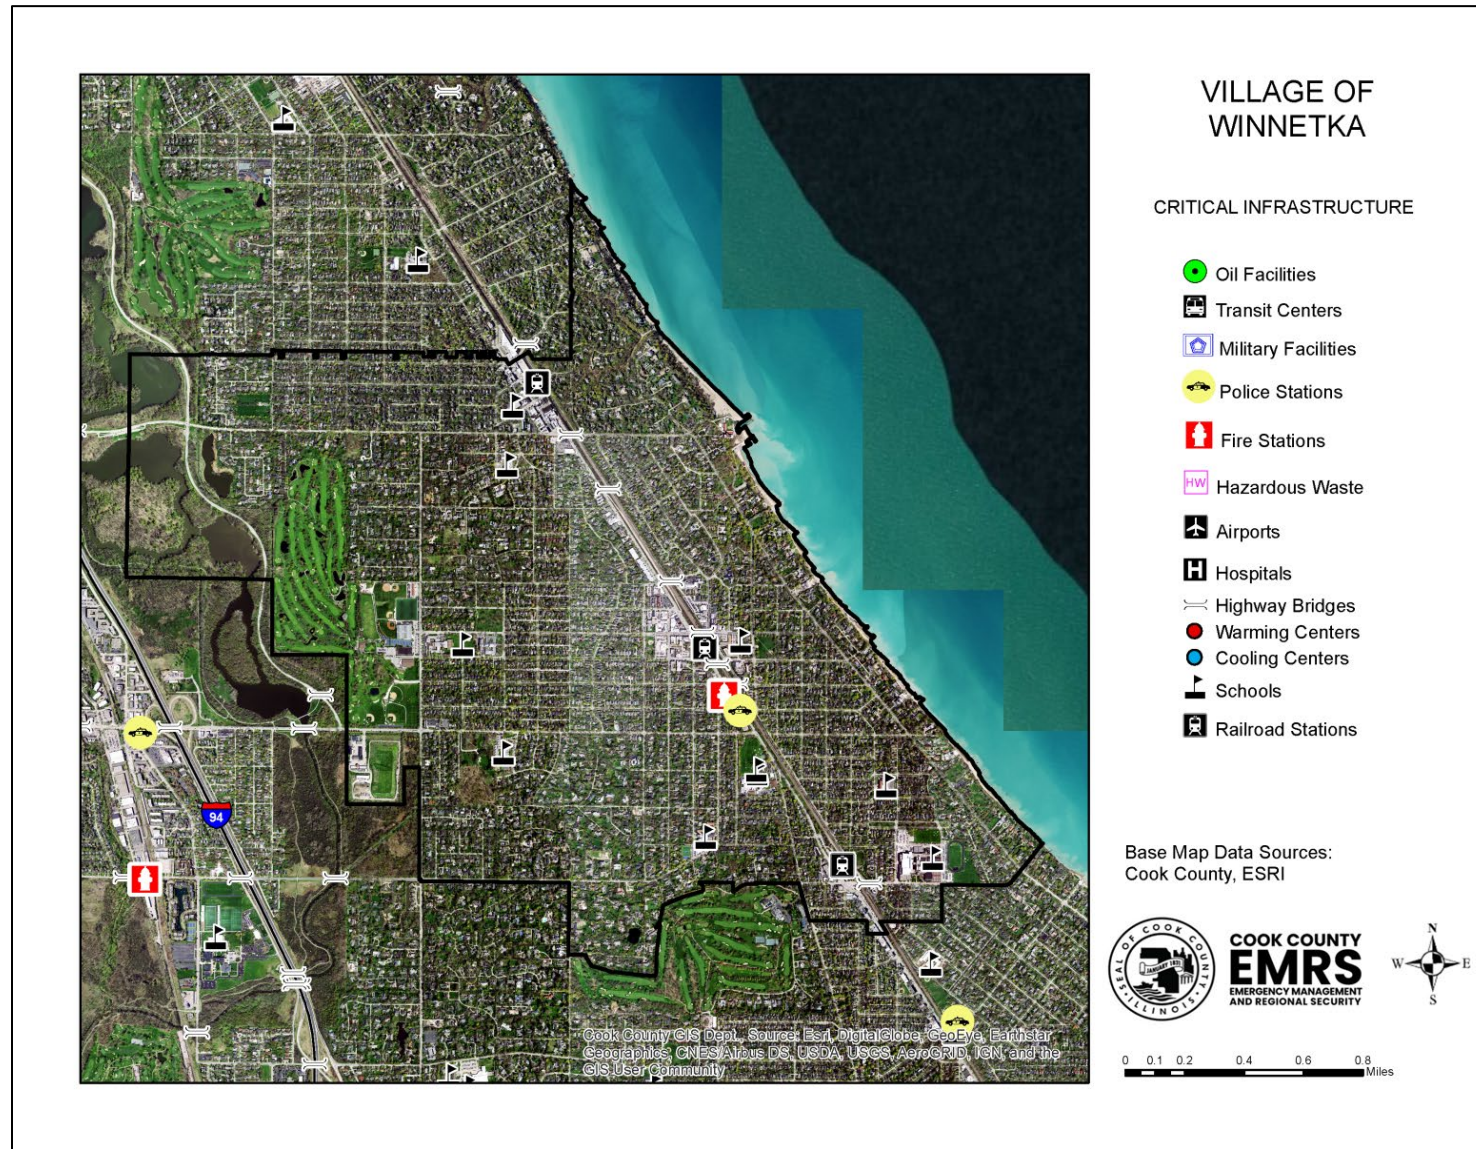 VILLAGE OF
WINNETKA
CRITICAL INFRASTRUCTURE
Oil Facilities
Transit Centers
Military Facilities
Police Stations
Fire Stations
HW Hazardous Waste
Airports
H Hospitals
Highway Bridges
Warming Centers
Cooling Centers
Schools
Railroad Stations
94
Base Map Data Sources:
Cook County, ESRI
SEAL OF COOK COUNTY
JANUARY 1831
ILLINOIS
COOK COUNTY
EMRS
EMERGENCY MANAGEMENT
AND REGIONAL SECURITY
N
W E
S
Cook County GIS Dept., Source: Esri, DigitalGlobe, GeoEye, Earthstar
Geographics, CNES/Airbus DS, USDA, USGS, AeroGRID, IGN, and the
GIS User Community
0 0.1 0.2 0.4 0.6 0.8
Miles